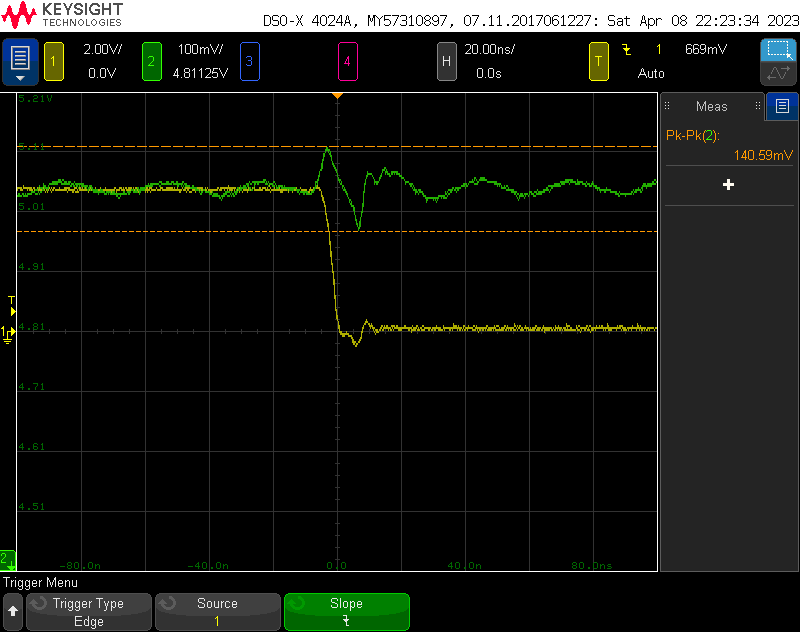 KEYSIGHT
TECHNOLOGIES
DSO-X 4024A, MY57310897, 07.11.2017061227: Sat Apr 08 22:23:34 2023
1 2.00V/ 2 100mV/ 3 4 H 20.00ns/ T 1 669mV
0.0V 4.81125V 0.0s Auto
5.21V
5.11
5.01
4.91
4.81
4.71
4.61
4.51
T
1
2
-80.0n -40.0n 0.0 40.0n 80.0ns
Meas
Pk-Pk(2):
140.59mV
+
Trigger Menu
Trigger Type
Edge
Source
1
Slope